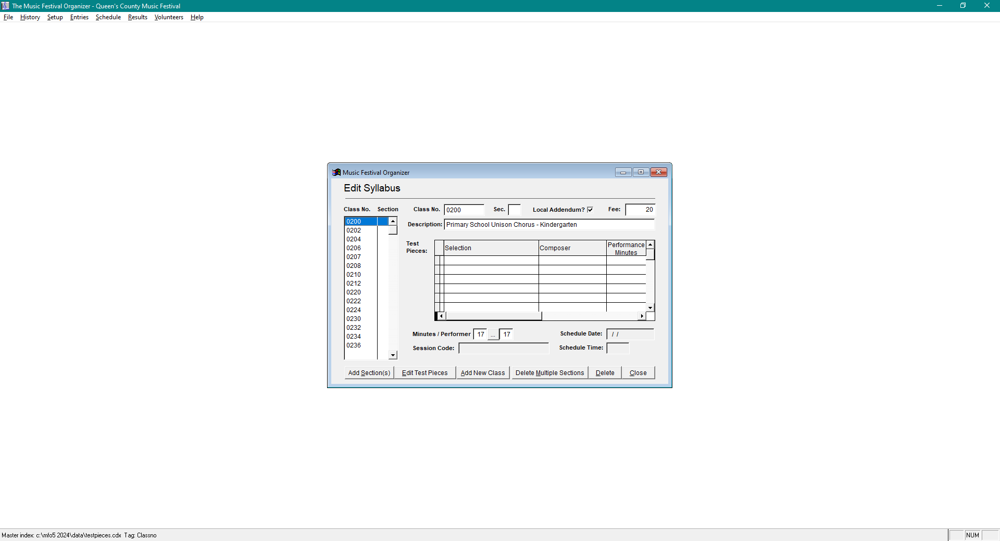 The Music Festival Organizer - Queen's County Music Festival
File History Setup Entries Schedule Results Volunteers Help
Music Festival Organizer
Edit Syllabus
Class No. Section Class No. 0200 Sec. Local Addendum? Fee: 20
Description: Primary School Unison Chorus - Kindergarten
0200
0202
0204
0206
0207
0208
0210
0212
0220
0222
0224
0230
0232
0234
0236
Test
Pieces:
Selection Composer Performance
Minutes
Minutes / Performer 17 ... 17 Schedule Date: / /
Session Code: Schedule Time:
Add Section(s) Edit Test Pieces Add New Class Delete Multiple Sections Delete Close
Master index: c:\mfo5 2024\data\testpieces.cdx Tag: Classno NUM